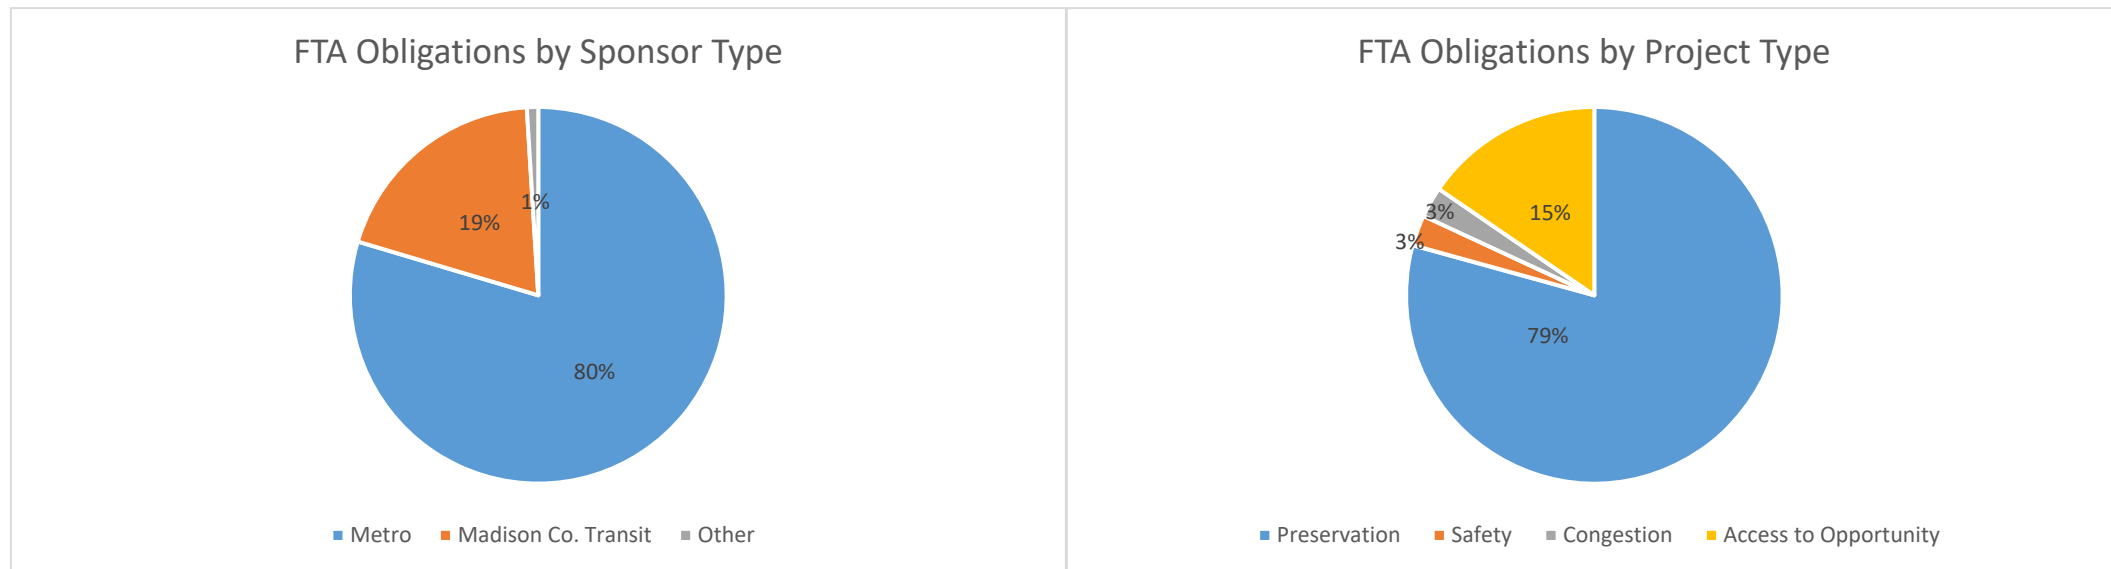 FTA Obligations by Sponsor Type
1%
19%
80%
Metro Madison Co. Transit Other
FTA Obligations by Project Type
3%
15%
3%
79%
Preservation Safety Congestion Access to Opportunity